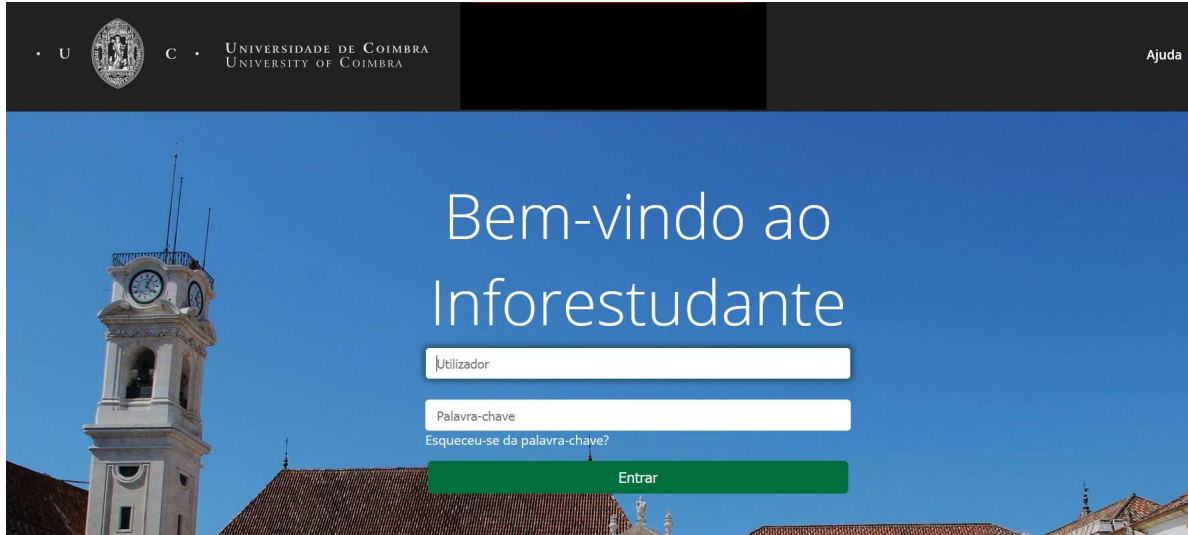 · U C ·
UNIVERSIDADE DE COIMBRA
UNIVERSITY OF COIMBRA
Ajuda
Bem-vindo ao
Inforestudante
Utilizador
Palavra-chave
Esqueceu-se da palavra-chave?
Entrar